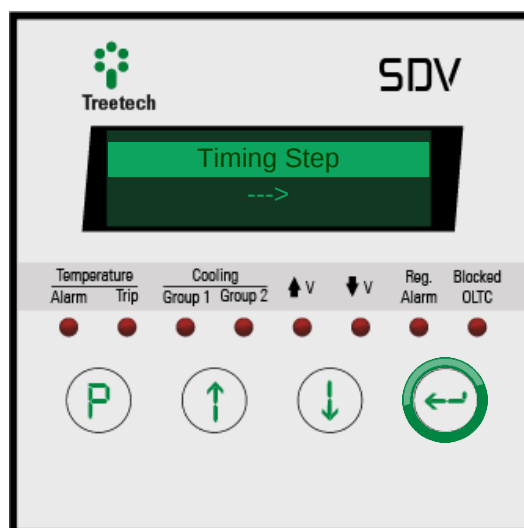 Treetech
SDV
Timing Step
--->
Temperature
Alarm Trip
Cooling
Group 1 Group 2
V
V
Reg.
Alarm
Blocked
OLTC
P